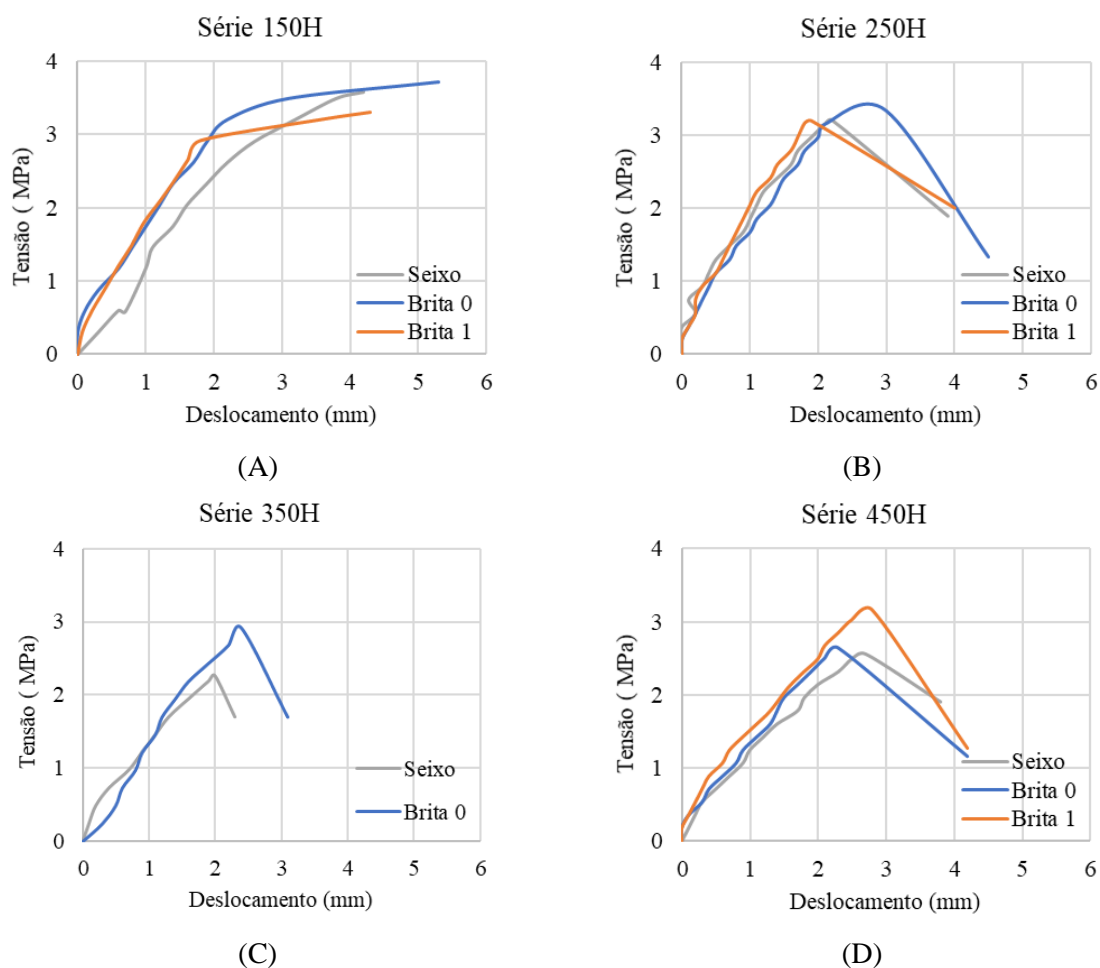 Série 150H
4
3
2
1
0
Tensão ( MPa)
0 1 2 3 4 5 6
Deslocamento (mm)
Seixo
Brita 0
Brita 1
(A)
Série 250H
4
3
2
1
0
Tensão ( MPa)
0 1 2 3 4 5 6
Deslocamento (mm)
Seixo
Brita 0
Brita 1
(B)
Série 350H
4
3
2
1
0
Tensão ( MPa)
0 1 2 3 4 5 6
Deslocamento (mm)
Seixo
Brita 0
(C)
Série 450H
4
3
2
1
0
Tensão ( MPa)
0 1 2 3 4 5 6
Deslocamento (mm)
Seixo
Brita 0
Brita 1
(D)